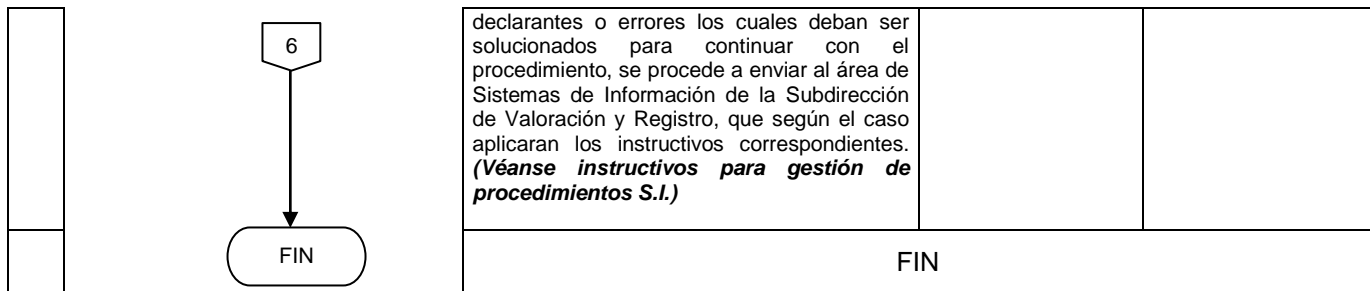 6
declarantes o errores los cuales deban ser
solucionados para continuar con el
procedimiento, se procede a enviar al área de
Sistemas de Información de la Subdirección
de Valoración y Registro, que según el caso
aplicaran los instructivos correspondientes.
(Véanse instructivos para gestión de
procedimientos S.I.)
FIN
FIN